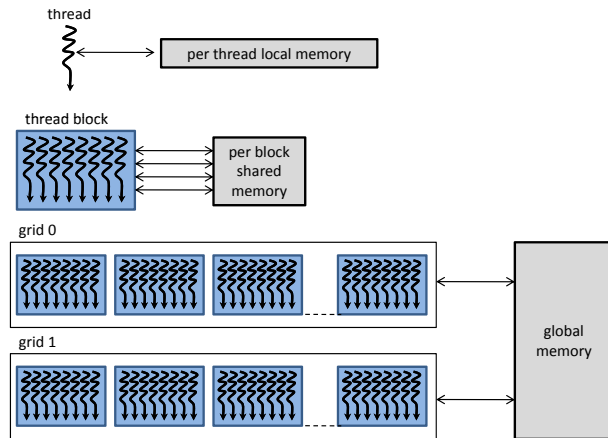 thread
per thread local memory
thread block
per block
shared
memory
grid 0
global
memory
grid 1